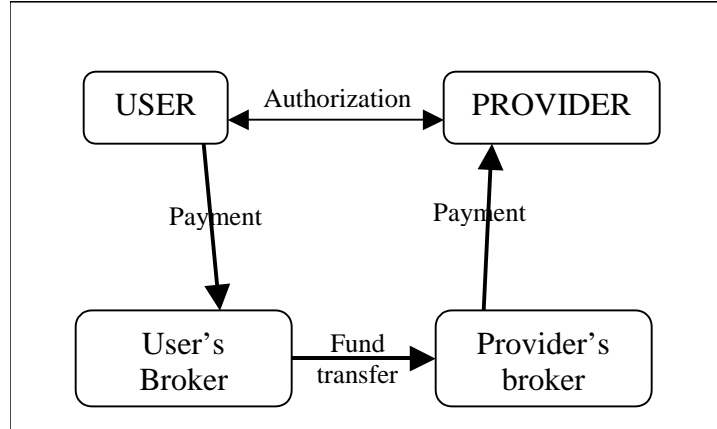 USER
Authorization
PROVIDER
Payment
Payment
User’s
Broker
Fund
transfer
Provider’s
broker